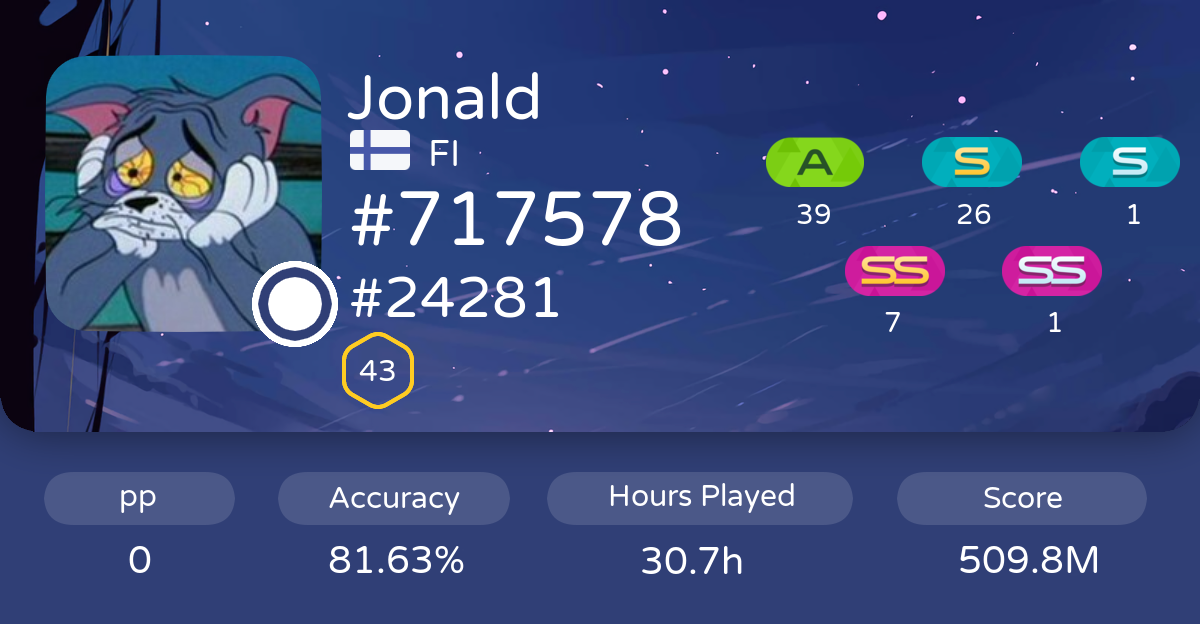 Jonald
FI
#717578
#24281
43
A S S
39 26 1
SS SS
7 1
pp Accuracy Hours Played Score
0 81.63% 30.7h 509.8M